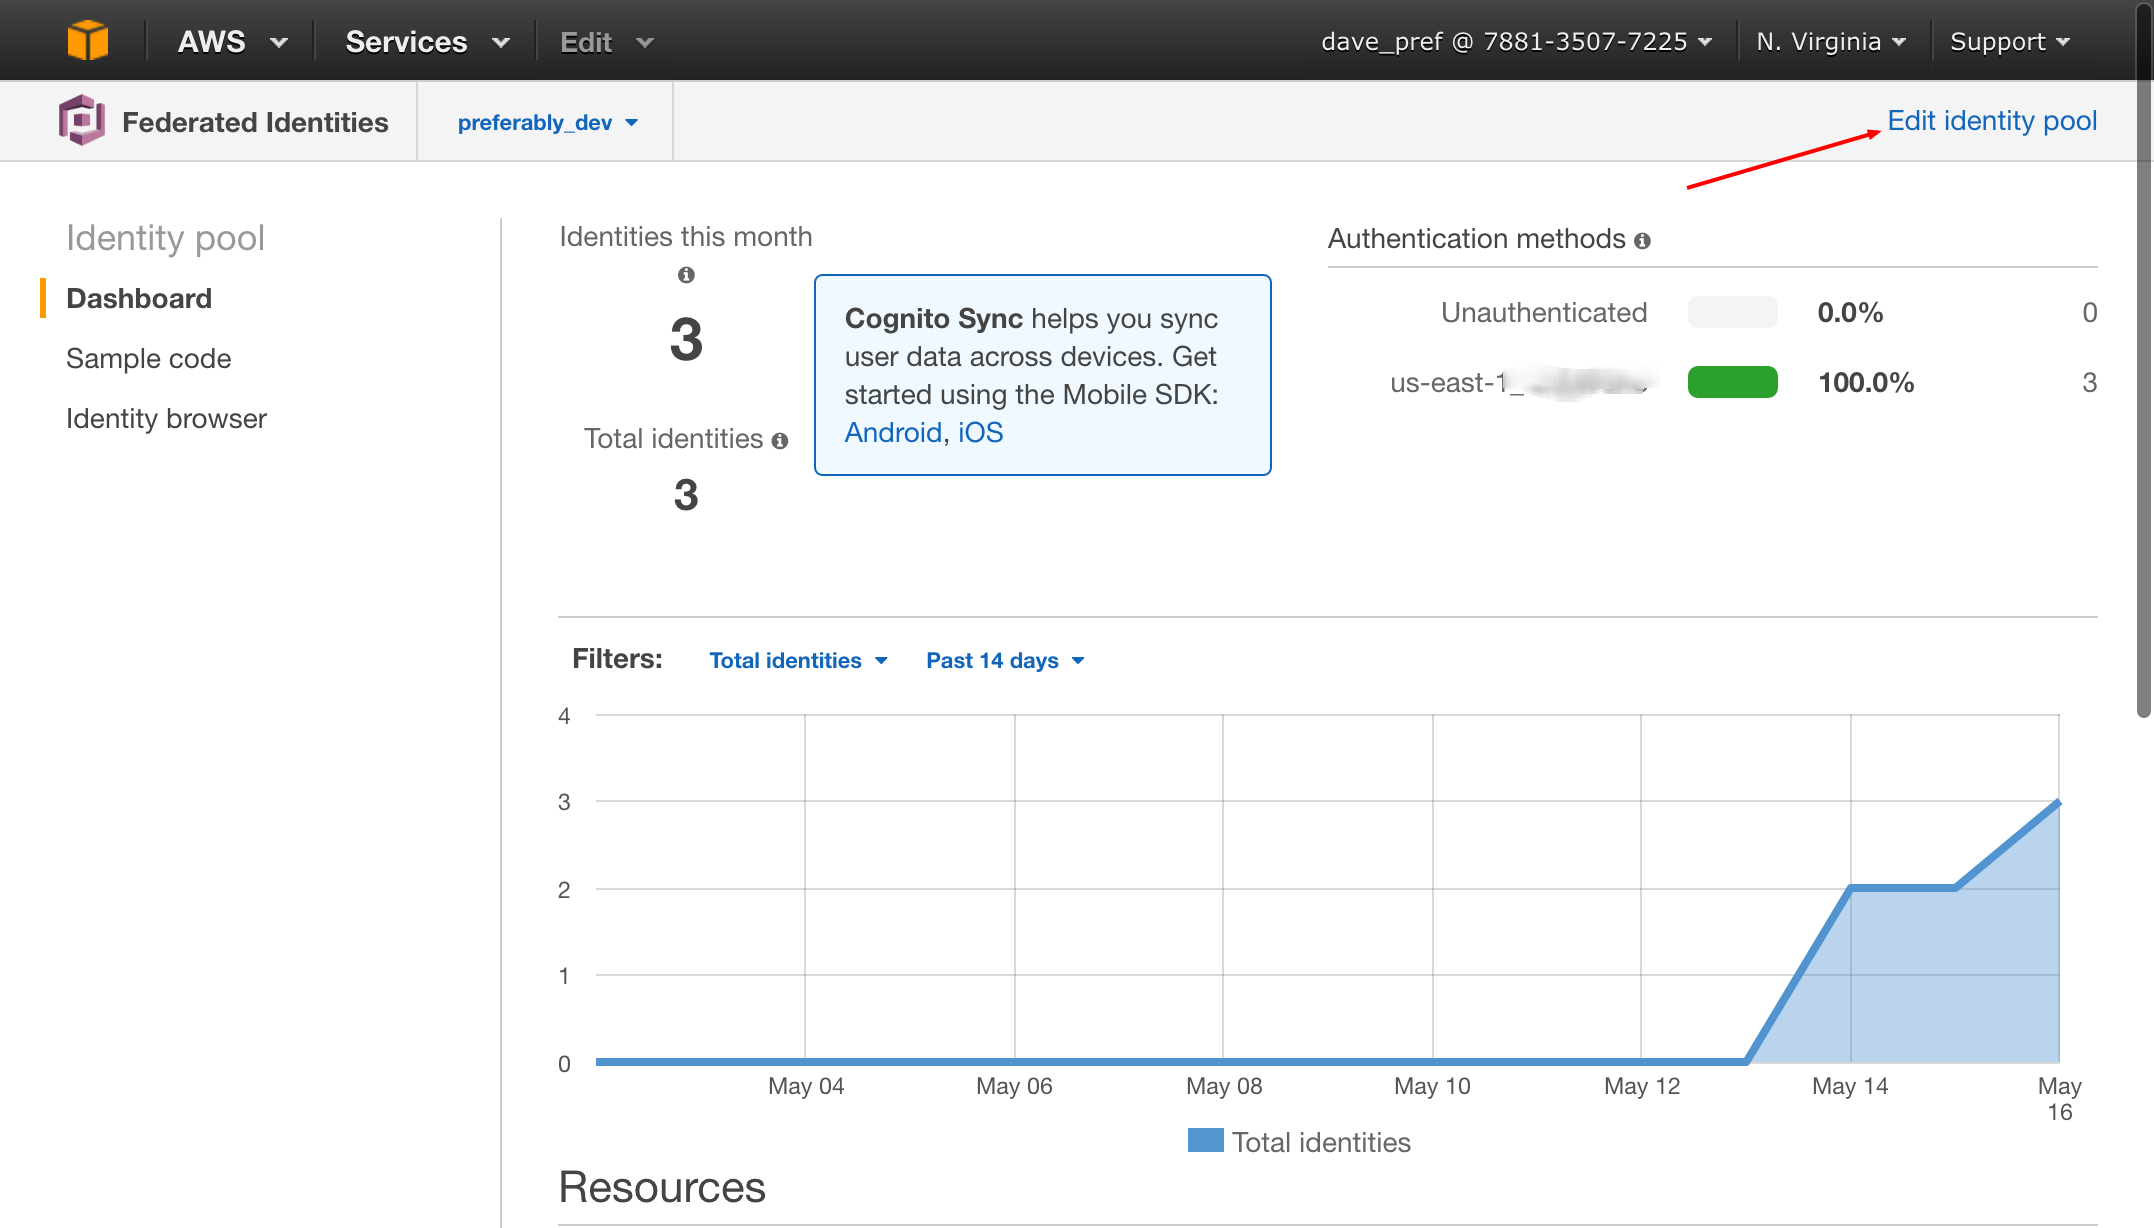 AWS Services Edit dave_pref @ 7881-3507-7225 N. Virginia Support
Federated Identities preferably_dev Edit identity pool
Identity pool
Dashboard
Sample code
Identity browser
Identities this month
3
Total identities
3
Cognito Sync helps you sync
user data across devices. Get
started using the Mobile SDK:
Android, iOS
Authentication methods
Unauthenticated 0.0% 0
us-east-1_ 100.0% 3
Filters: Total identities Past 14 days
4
3
2
1
0
May 04 May 06 May 08 May 10 May 12 May 14 May 16
Total identities
Resources